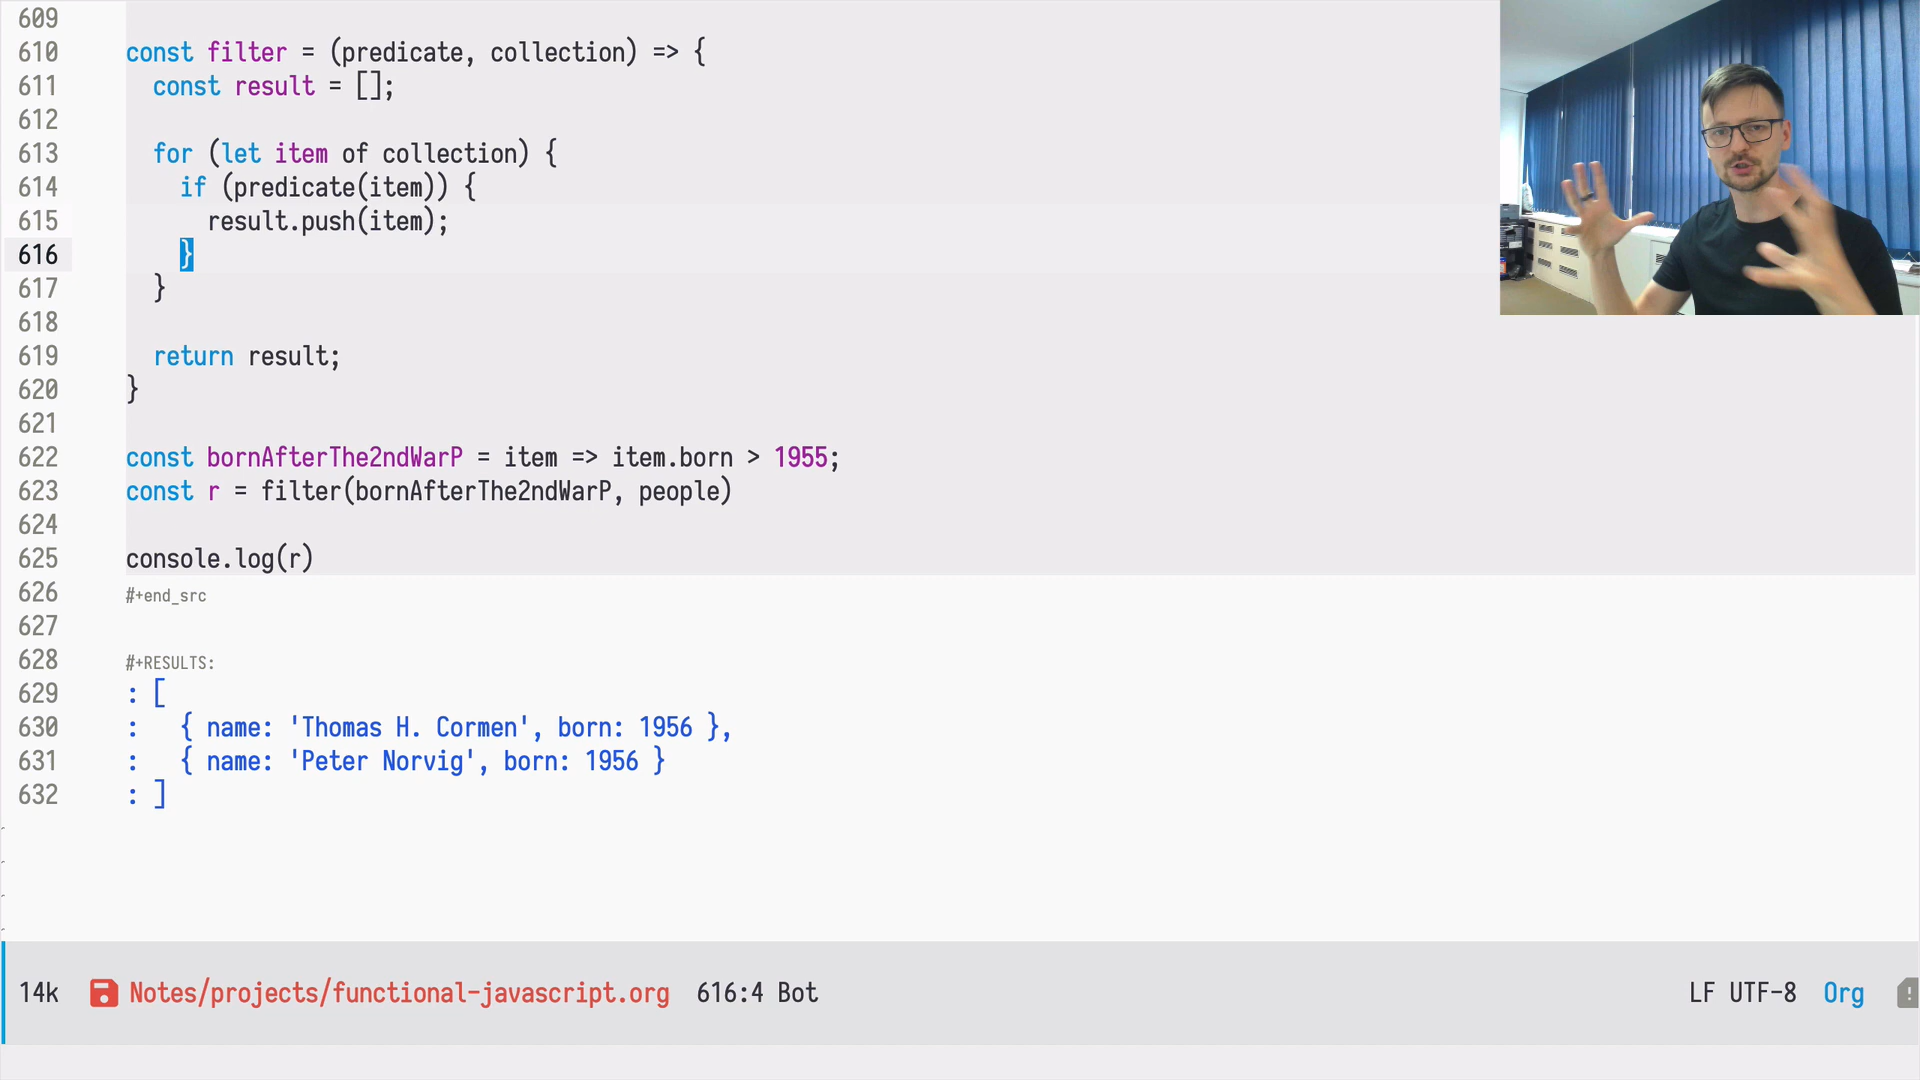 609
610 const filter = (predicate, collection) => {
611 const result = [];
612
613 for (let item of collection) {
614 if (predicate(item)) {
615 result.push(item);
616 }
617 }
618
619 return result;
620 }
621
622 const bornAfterThe2ndWarP = item => item.born > 1955;
623 const r = filter(bornAfterThe2ndWarP, people)
624
625 console.log(r)
626 #+end_src
627
628 #+RESULTS:
629 : [
630 : { name: 'Thomas H. Cormen', born: 1956 },
631 : { name: 'Peter Norvig', born: 1956 }
632 : ]
14k Notes/projects/functional-javascript.org 616:4 Bot LF UTF-8 Org